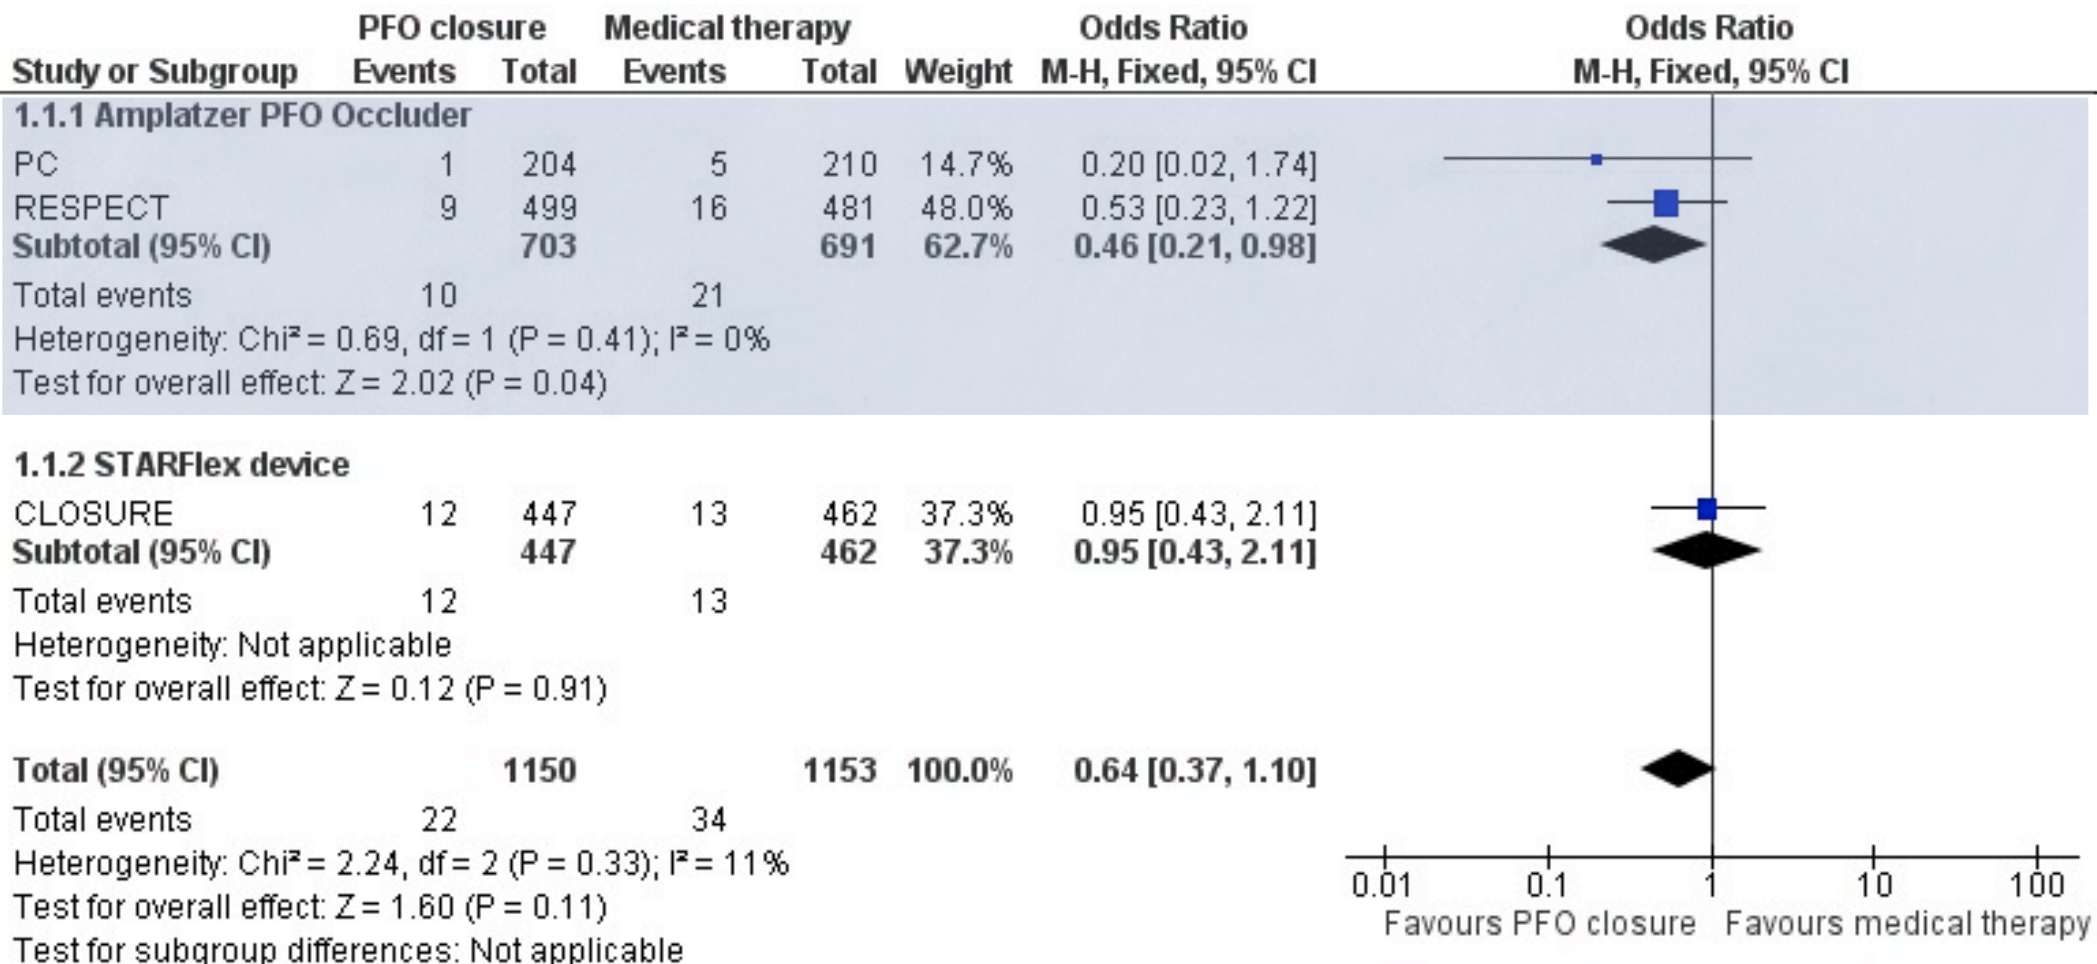 PFO closure Medical therapy Odds Ratio Odds Ratio
Study or Subgroup Events Total Events Total Weight M-H, Fixed, 95% CI M-H, Fixed, 95% CI
1.1.1 Amplatzer PFO Occluder
PC 1 204 5 210 14.7% 0.20 [0.02, 1.74]
RESPECT 9 499 16 481 48.0% 0.53 [0.23, 1.22]
Subtotal (95% CI) 703 691 62.7% 0.46 [0.21, 0.98]
Total events 10 21
Heterogeneity: Chi² = 0.69, df = 1 (P = 0.41); I² = 0%
Test for overall effect: Z = 2.02 (P = 0.04)
1.1.2 STARFlex device
CLOSURE 12 447 13 462 37.3% 0.95 [0.43, 2.11]
Subtotal (95% CI) 447 462 37.3% 0.95 [0.43, 2.11]
Total events 12 13
Heterogeneity: Not applicable
Test for overall effect: Z = 0.12 (P = 0.91)
Total (95% CI) 1150 1153 100.0% 0.64 [0.37, 1.10]
Total events 22 34
Heterogeneity: Chi² = 2.24, df = 2 (P = 0.33); I² = 11%
Test for overall effect: Z = 1.60 (P = 0.11)
Test for subgroup differences: Not applicable
0.01 0.1 1 10 100
Favours PFO closure Favours medical therapy